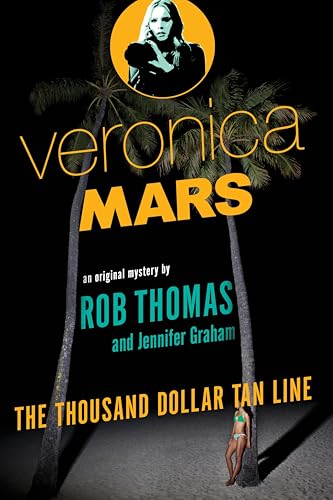 veronica
MARS
an original mystery by
ROB THOMAS
and Jennifer Graham
THE THOUSAND DOLLAR TAN LINE